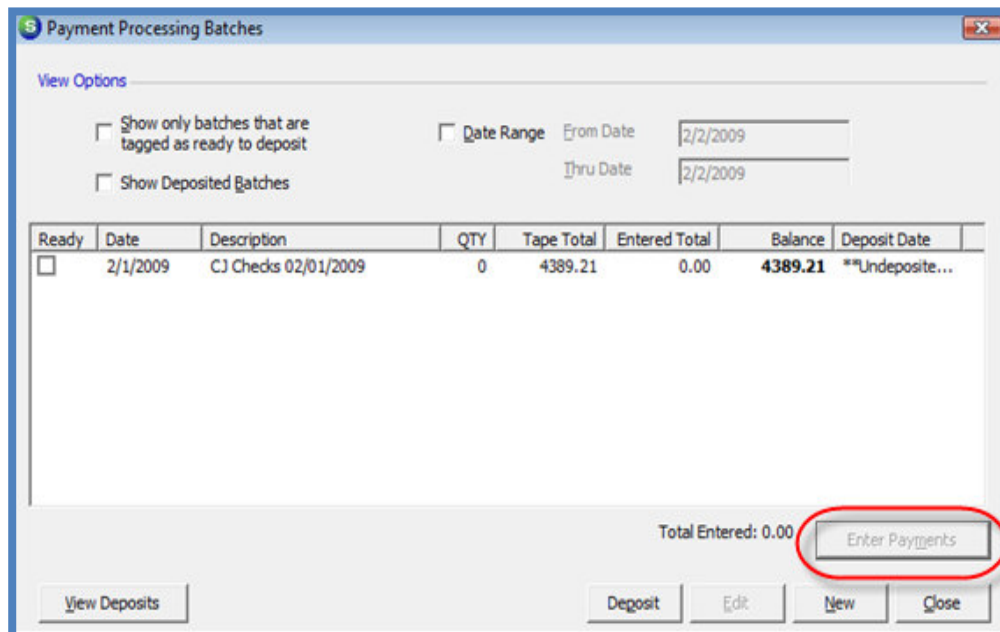 S Payment Processing Batches
View Options
Show only batches that are
tagged as ready to deposit
Date Range From Date 2/2/2009
Show Deposited Batches
Thru Date 2/2/2009
Ready Date Description QTY Tape Total Entered Total Balance Deposit Date
2/1/2009 CJ Checks 02/01/2009 0 4389.21 0.00 4389.21 **Undeposite...
Total Entered: 0.00 Enter Payments
View Deposits Deposit Edit New Close